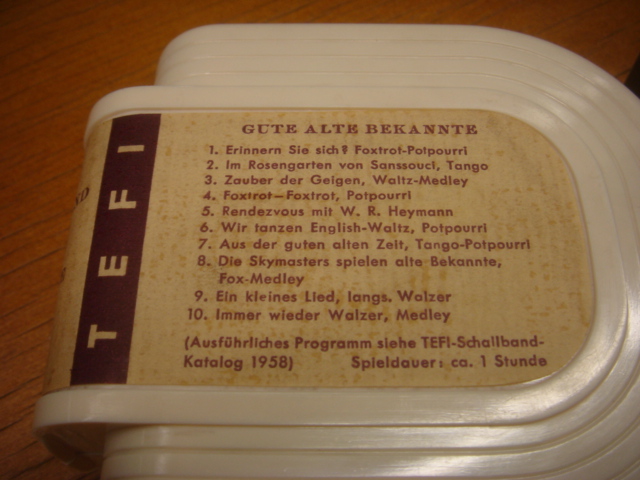 GUTE ALTE BEKANNTE
1. Erinnern Sie sich? Foxtrot-Potpourri
2. Im Rosengarten von Sanssouci, Tango
3. Zauber der Geigen, Waltz-Medley
4. Foxtrot—Foxtrot, Potpourri
5. Rendezvous mit W. R. Heymann
6. Wir tanzen English-Waltz, Potpourri
7. Aus der guten alten Zeit, Tango-Potpourri
8. Die Skymasters spielen alte Bekannte,
Fox-Medley
9. Ein kleines Lied, langs. Walzer
10. Immer wieder Walzer, Medley
(Ausführliches Programm siehe TEFI-Schallband-
Katalog 1958) Spieldauer: ca. 1 Stunde
TEFI